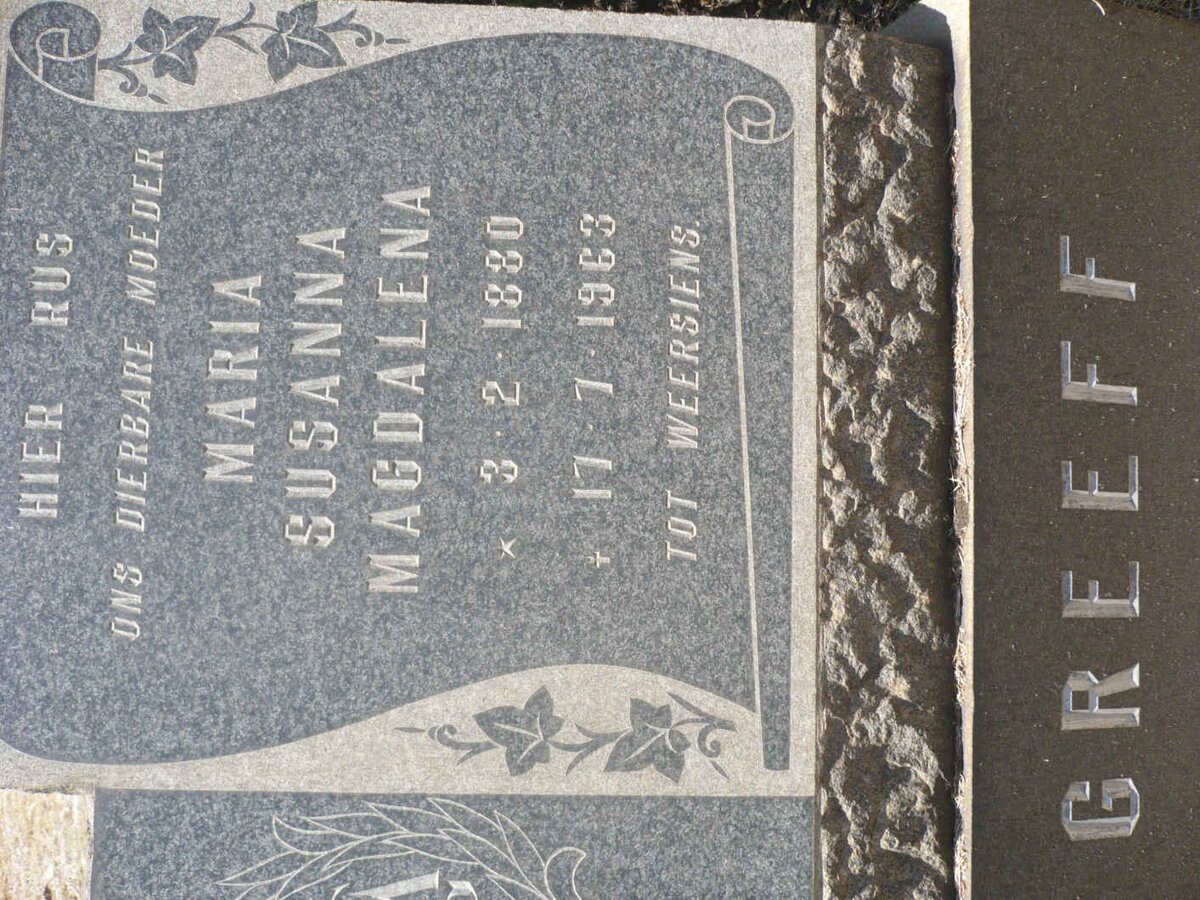 HIER RUS
ONS DIERBARE MOEDER
MARIA
SUSANNA
MAGDALENA
* 3·2·1880
† 17·7·1963
TOT WEERSIENS.
GREEFF